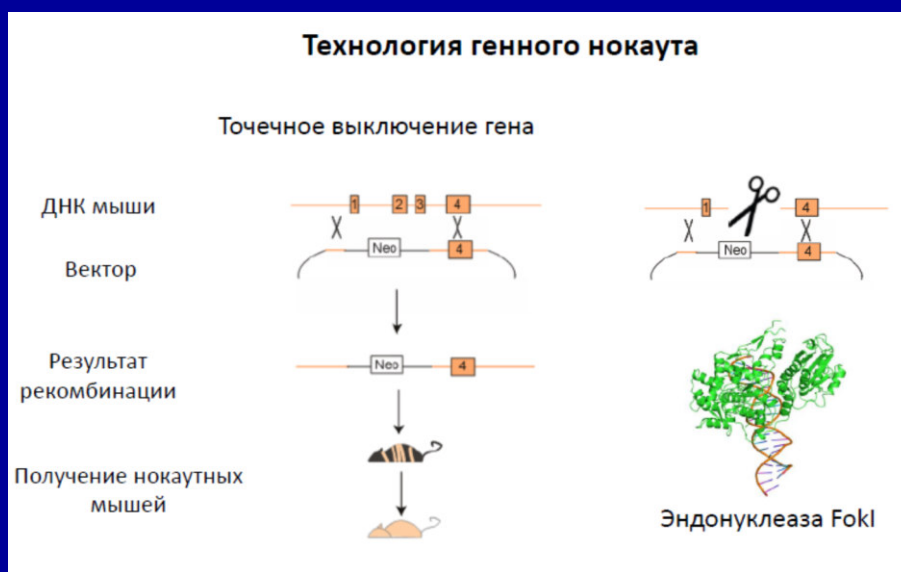 Технология генного нокаута
Точечное выключение гена
ДНК мыши
1 2 3 4
1 4
Вектор
Neo 4
Neo 4
Результат
рекомбинации
Neo 4
Получение нокаутных
мышей
Эндонуклеаза FokI